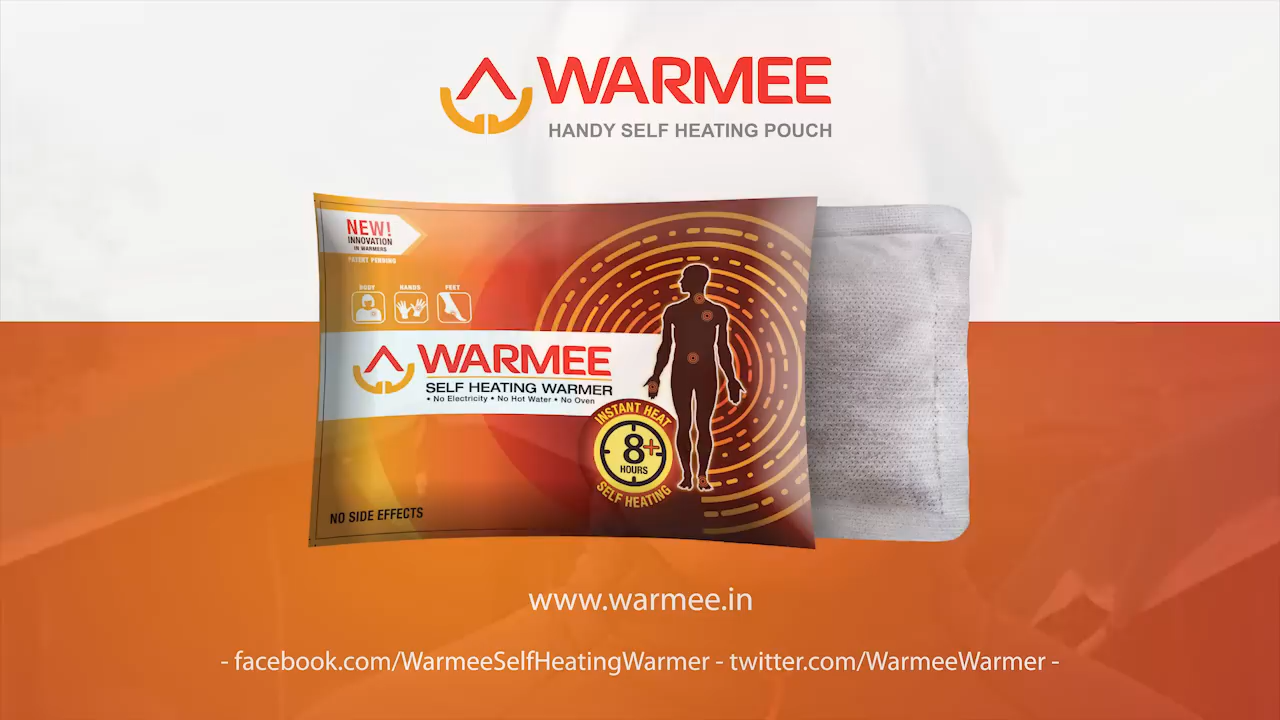 WARMEE
HANDY SELF HEATING POUCH
NEW!
INNOVATION
IN WARMERS
PATENT PENDING
BODY HANDS FEET
WARMEE
SELF HEATING WARMER
• No Electricity • No Hot Water • No Oven
INSTANT HEAT
8+
HOURS
SELF HEATING
NO SIDE EFFECTS
www.warmee.in
- facebook.com/WarmeeSelfHeatingWarmer - twitter.com/WarmeeWarmer -